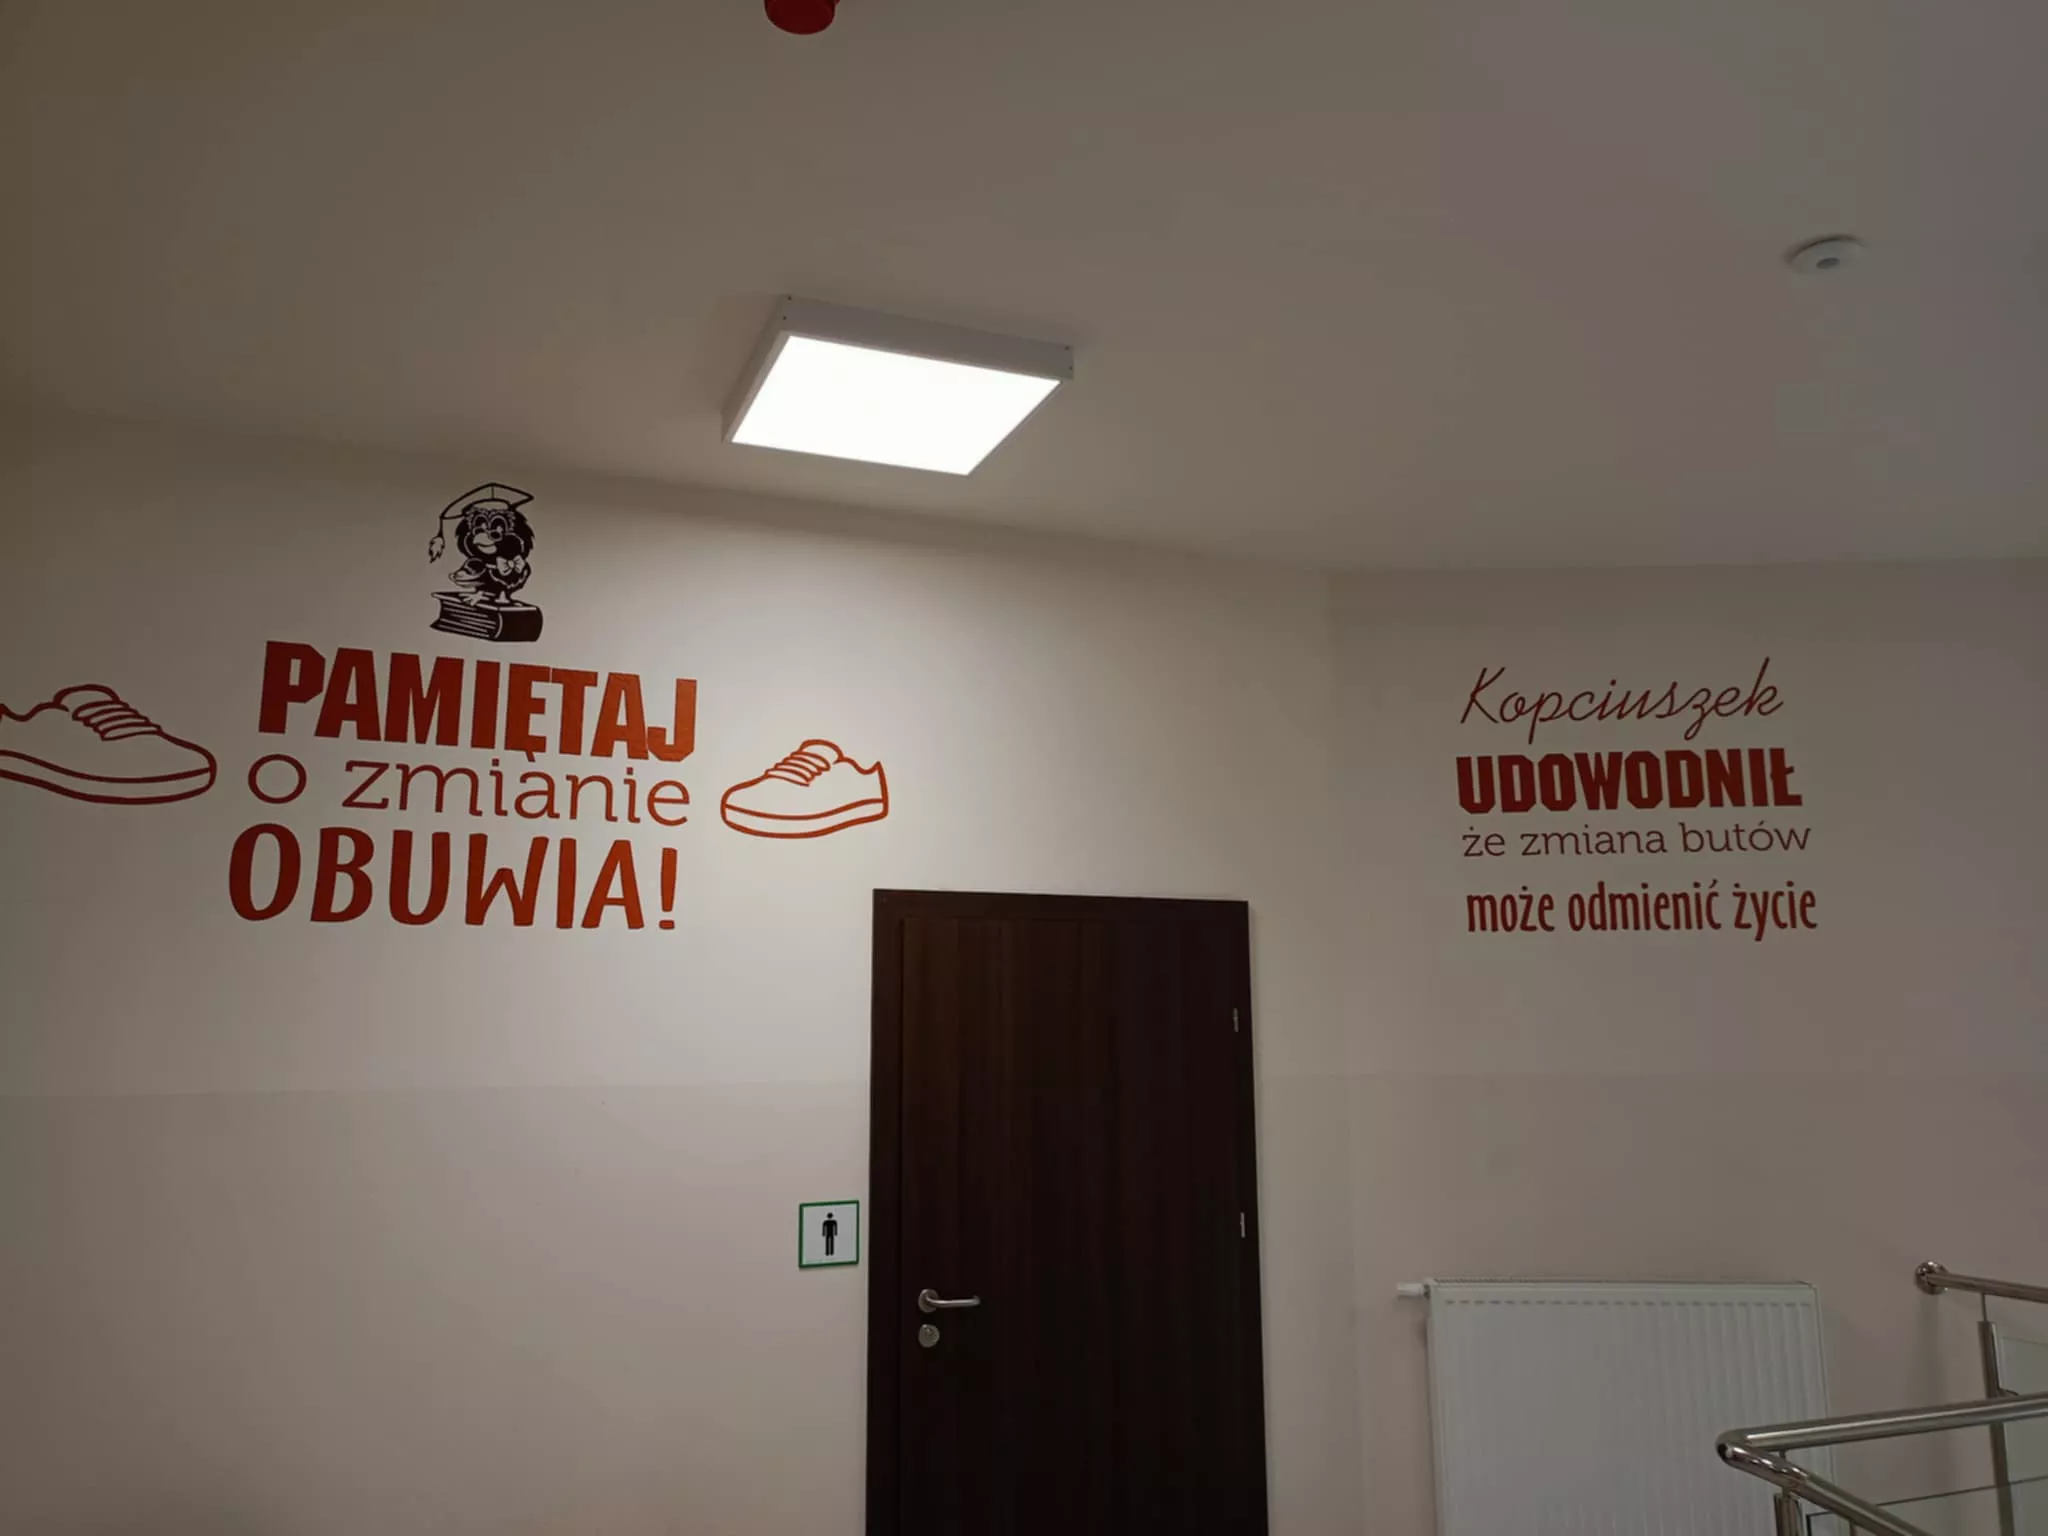 PAMIĘTAJ
o zmianie
OBUWIA!
Kopciuszek
UDOWODNIŁ
że zmiana butów
może odmienić życie